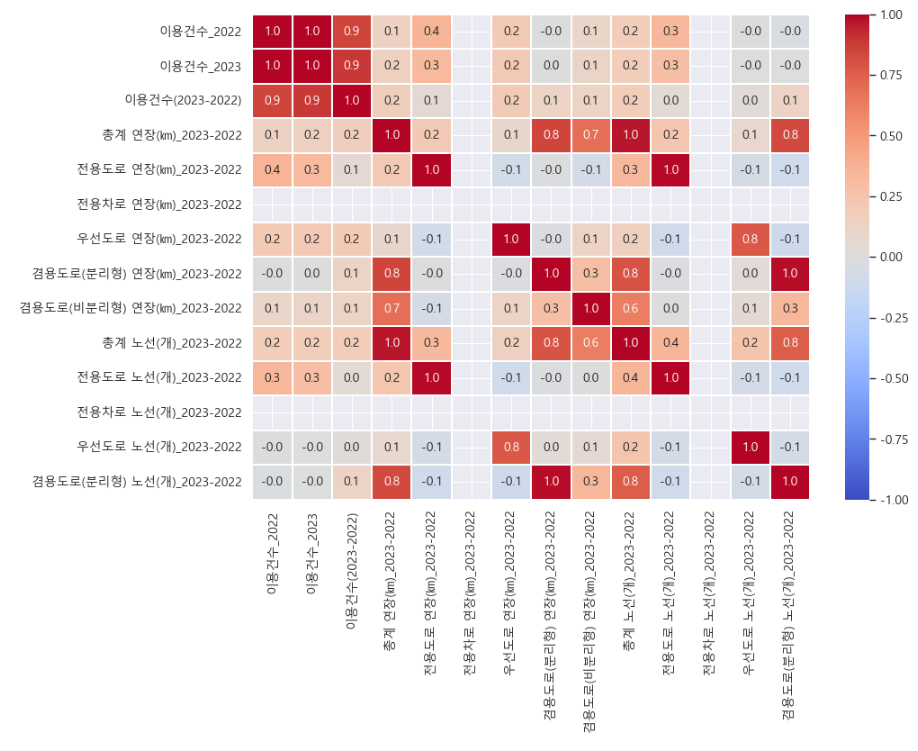 이용건수_2022 1.0 1.0 0.9 0.1 0.4 0.2 -0.0 0.1 0.2 0.3 -0.0 -0.0
이용건수_2023 1.0 1.0 0.9 0.2 0.3 0.2 0.0 0.1 0.2 0.3 -0.0 -0.0
이용건수(2023-2022) 0.9 0.9 1.0 0.2 0.1 0.2 0.1 0.1 0.2 0.0 0.0 0.1
총계 연장(㎞)_2023-2022 0.1 0.2 0.2 1.0 0.2 0.1 0.8 0.7 1.0 0.2 0.1 0.8
전용도로 연장(㎞)_2023-2022 0.4 0.3 0.1 0.2 1.0 -0.1 -0.0 -0.1 0.3 1.0 -0.1 -0.1
전용차로 연장(㎞)_2023-2022
우선도로 연장(㎞)_2023-2022 0.2 0.2 0.2 0.1 -0.1 1.0 -0.0 0.1 0.2 -0.1 0.8 -0.1
겸용도로(분리형) 연장(㎞)_2023-2022 -0.0 0.0 0.1 0.8 -0.0 -0.0 1.0 0.3 0.8 -0.0 0.0 1.0
겸용도로(비분리형) 연장(㎞)_2023-2022 0.1 0.1 0.1 0.7 -0.1 0.1 0.3 1.0 0.6 0.0 0.1 0.3
총계 노선(개)_2023-2022 0.2 0.2 0.2 1.0 0.3 0.2 0.8 0.6 1.0 0.4 0.2 0.8
전용도로 노선(개)_2023-2022 0.3 0.3 0.0 0.2 1.0 -0.1 -0.0 0.0 0.4 1.0 -0.1 -0.1
전용차로 노선(개)_2023-2022
우선도로 노선(개)_2023-2022 -0.0 -0.0 0.0 0.1 -0.1 0.8 0.0 0.1 0.2 -0.1 1.0 -0.1
겸용도로(분리형) 노선(개)_2023-2022 -0.0 -0.0 0.1 0.8 -0.1 -0.1 1.0 0.3 0.8 -0.1 -0.1 1.0
이용건수_2022
이용건수_2023
이용건수(2023-2022)
총계 연장(㎞)_2023-2022
전용도로 연장(㎞)_2023-2022
전용차로 연장(㎞)_2023-2022
우선도로 연장(㎞)_2023-2022
겸용도로(분리형) 연장(㎞)_2023-2022
겸용도로(비분리형) 연장(㎞)_2023-2022
총계 노선(개)_2023-2022
전용도로 노선(개)_2023-2022
전용차로 노선(개)_2023-2022
우선도로 노선(개)_2023-2022
겸용도로(분리형) 노선(개)_2023-2022
1.00
0.75
0.50
0.25
0.00
-0.25
-0.50
-0.75
-1.00